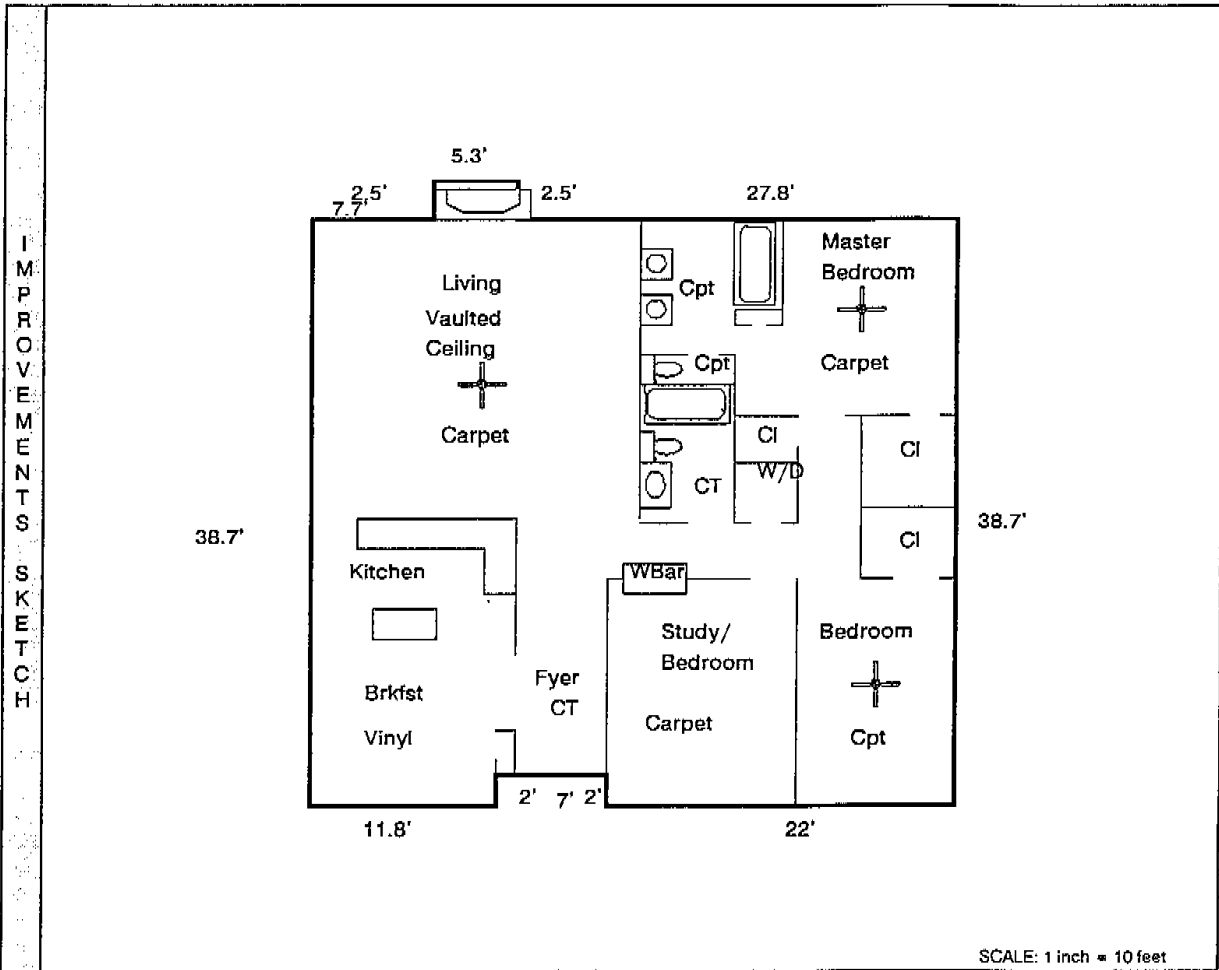 IMPROVEMENTS SKETCH
5.3'
2.5'
2.5'
27.8'
7.7'
Living
Vaulted
Ceiling
Carpet
Cpt
Cpt
Master
Bedroom
Carpet
Cl
W/D
CT
Cl
Cl
38.7'
38.7'
Kitchen
WBar
Study/
Bedroom
Carpet
Bedroom
Cpt
Fyer
CT
Brkfst
Vinyl
2'
7'
2'
11.8'
22'
SCALE: 1 inch = 10 feet